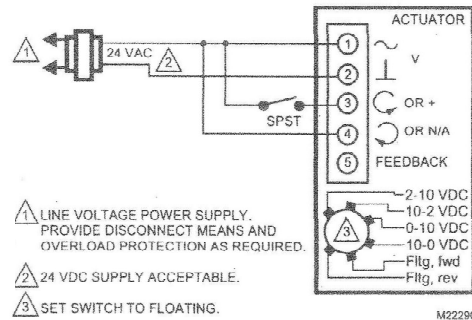 ACTUATOR
1
24 VAC
2
1
V
2
SPST
3
OR +
4
OR N/A
5
FEEDBACK
1 LINE VOLTAGE POWER SUPPLY.
PROVIDE DISCONNECT MEANS AND
OVERLOAD PROTECTION AS REQUIRED.
2 24 VDC SUPPLY ACCEPTABLE.
3 SET SWITCH TO FLOATING.
3
2-10 VDC
10-2 VDC
0-10 VDC
10-0 VDC
Fltg, fwd
Fltg, rev